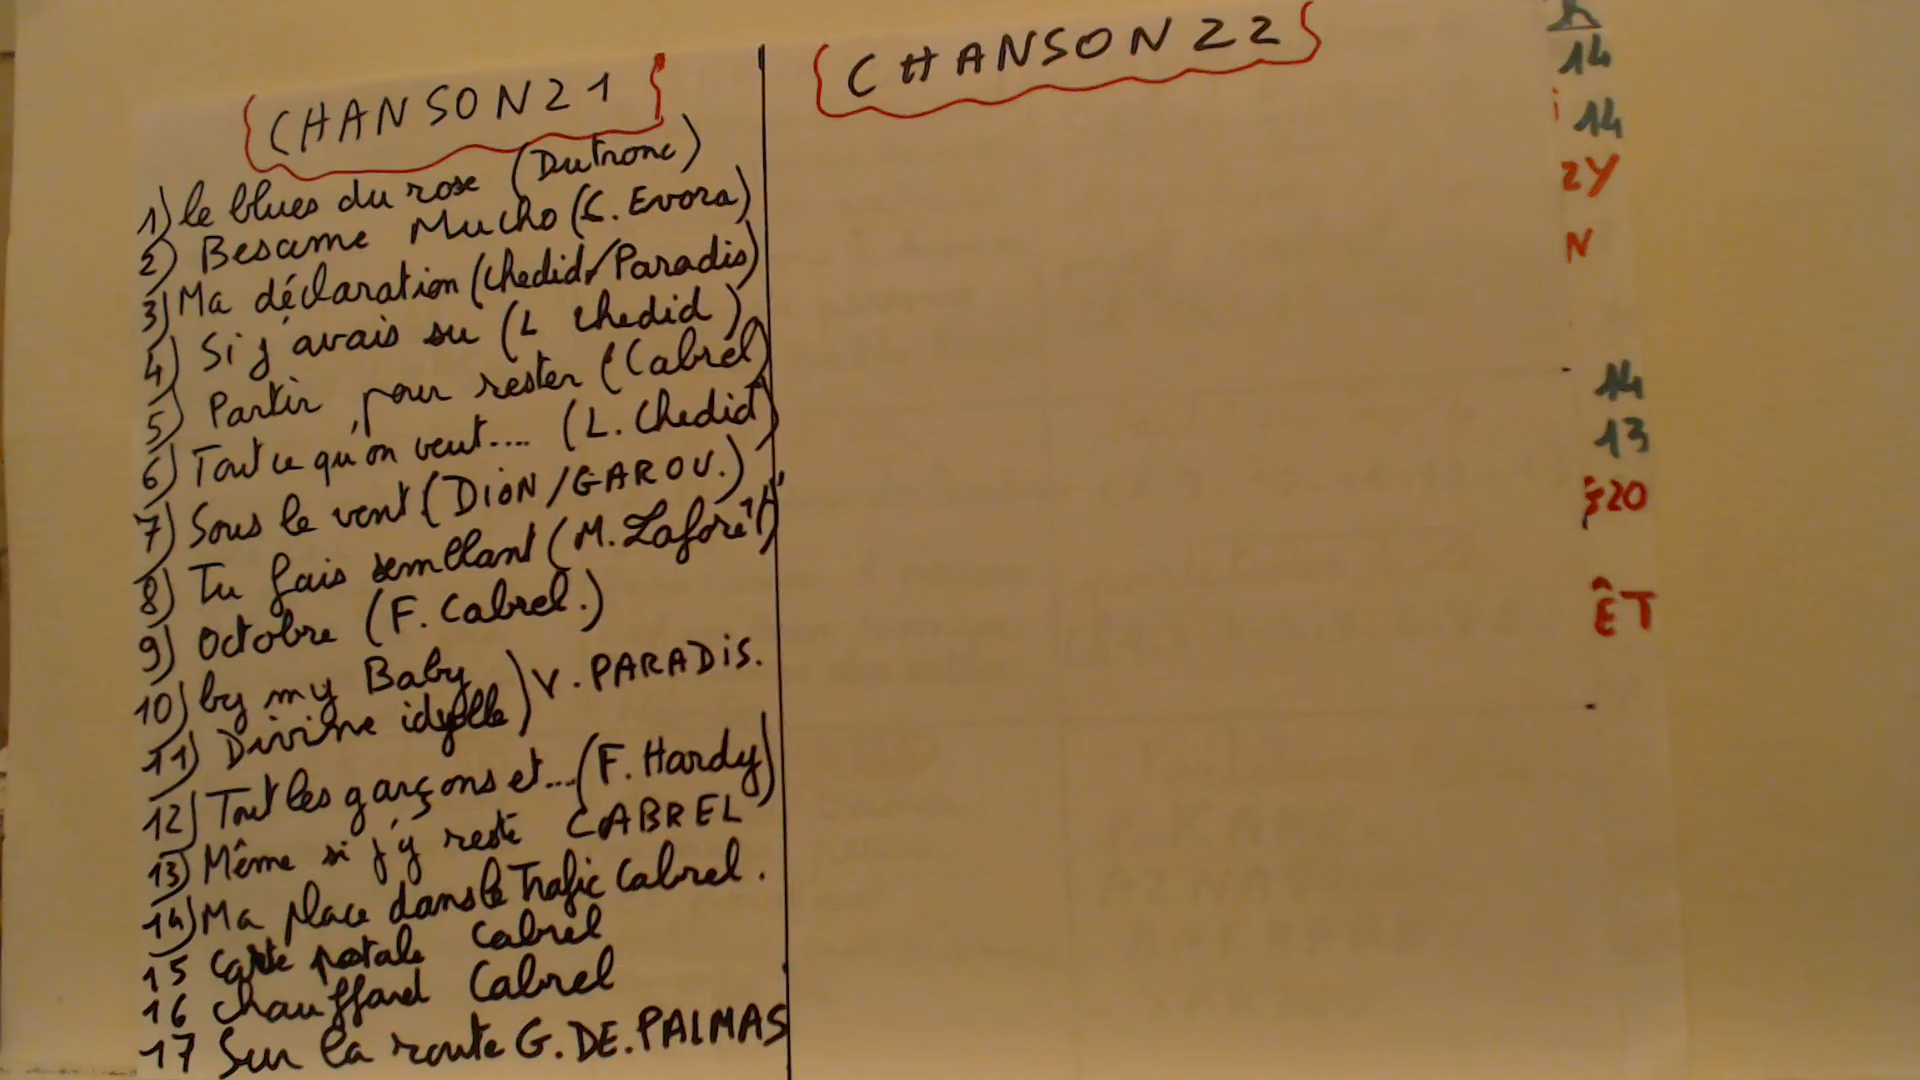 CHANSON 21
1) le blues du rose (Dutronc)
2) Besame Mucho (C. Evora)
3) Ma déclaration (Chedid/Paradis)
4) Si j'avais su (L Chedid)
5) Partir pour rester (Cabrel)
6) Tout ce qu'on veut.... (L. Chedid)
7) Sous le vent (DiON/GAROU.)
8) Tu fais semblant (M. Laforêt)
9) Octobre (F. Cabrel.)
10) by my Baby
11) Divine idylle) V. PARADiS.
12) Tout les garçons et... (F. Hardy)
13) Même si j'y reste CABREL
14) Ma place dans le Trafic Cabrel.
15 Carte postale Cabrel
16 Chauffard Cabrel
17 Sur la route G. DE. PALMAS
CHANSON 22
14
i 14
2Y
N
14
13
20
ÊT